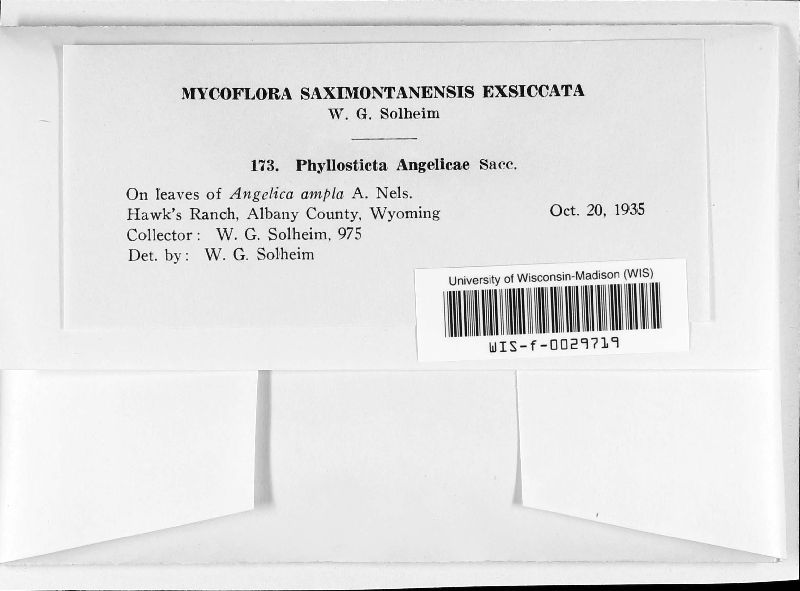 MYCOFLORA SAXIMONTANENSIS EXSICCATA
W. G. Solheim
173. Phyllosticta Angelicae Sacc.
On leaves of Angelica ampla A. Nels.
Hawk's Ranch, Albany County, Wyoming Oct. 20, 1935
Collector: W. G. Solheim, 975
Det. by: W. G. Solheim
University of Wisconsin-Madison (WIS)
WIS-f-0029719